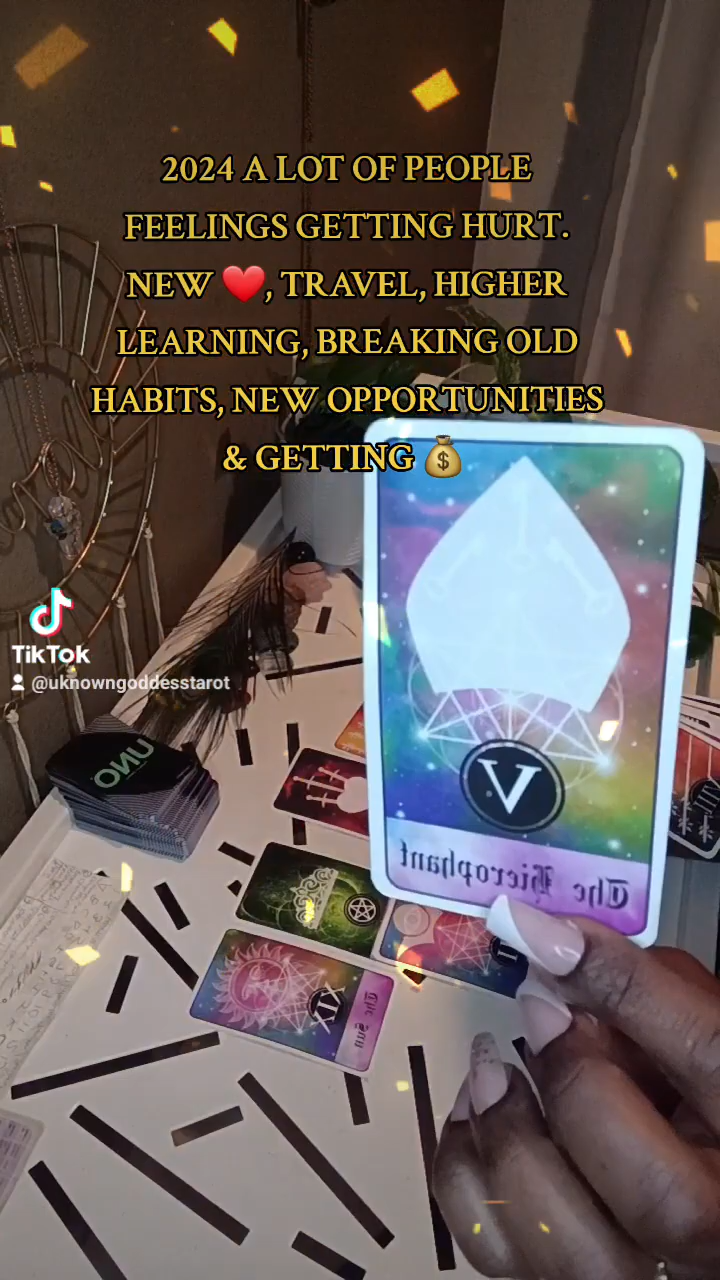 2024 A LOT OF PEOPLE
FEELINGS GETTING HURT.
NEW ❤️, TRAVEL, HIGHER
LEARNING, BREAKING OLD
HABITS, NEW OPPORTUNITIES
& GETTING 💰
TikTok
@uknowngoddesstarot
UNO
V
The Hierophant
XIX
The Sun